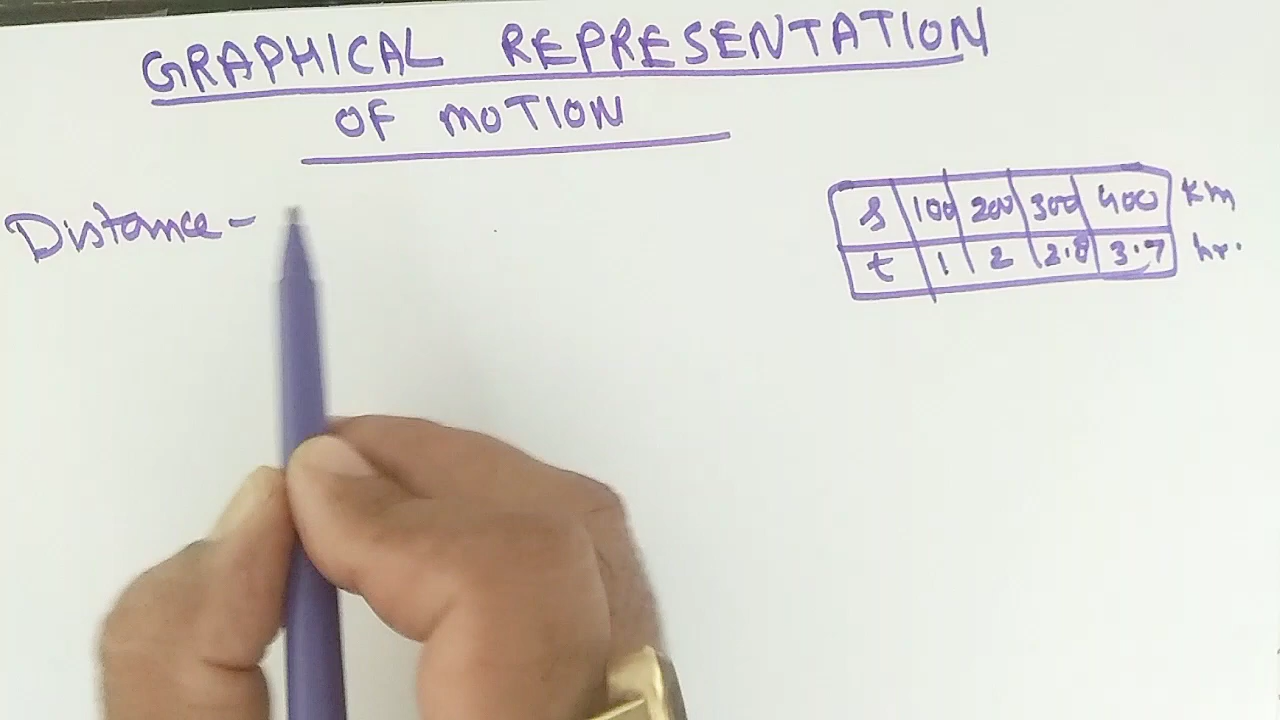 GRAPHICAL REPRESENTATION
OF MOTION
Distance -
s 100 200 300 400 Km
t 1 2 2.8 3.7 hr.